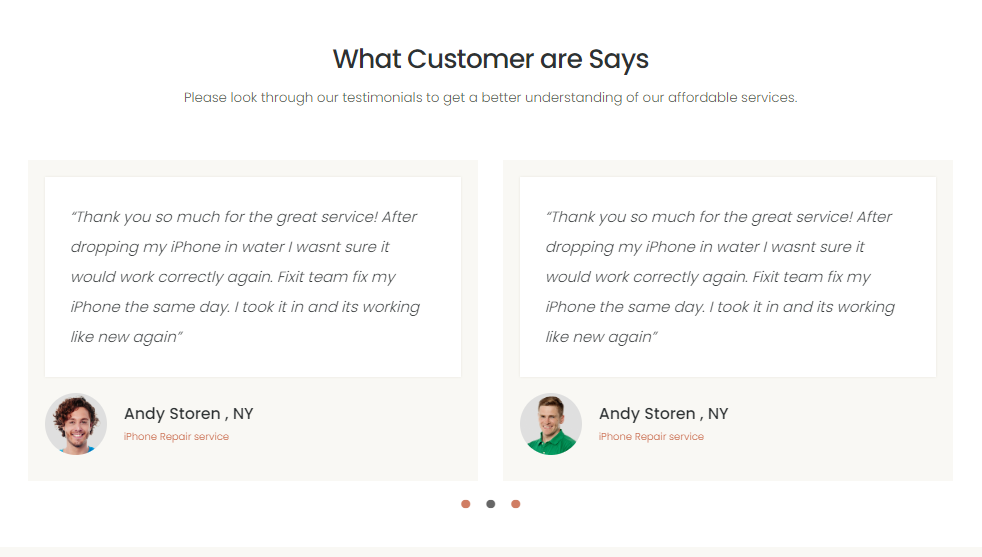 What Customer are Says
Please look through our testimonials to get a better understanding of our affordable services.
“Thank you so much for the great service! After
dropping my iPhone in water I wasnt sure it
would work correctly again. Fixit team fix my
iPhone the same day. I took it in and its working
like new again”
Andy Storen , NY
iPhone Repair service
“Thank you so much for the great service! After
dropping my iPhone in water I wasnt sure it
would work correctly again. Fixit team fix my
iPhone the same day. I took it in and its working
like new again”
Andy Storen , NY
iPhone Repair service